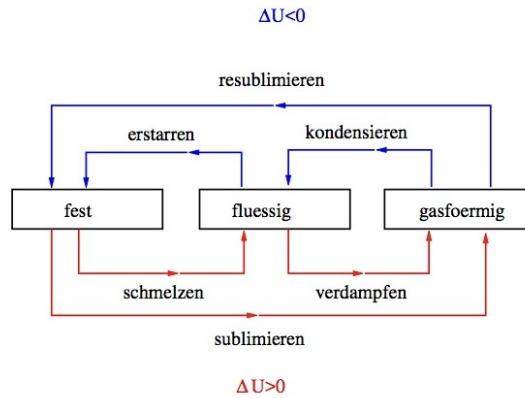 ΔU<0
resublimieren
erstarren
kondensieren
fest
fluessig
gasfoermig
schmelzen
verdampfen
sublimieren
ΔU>0